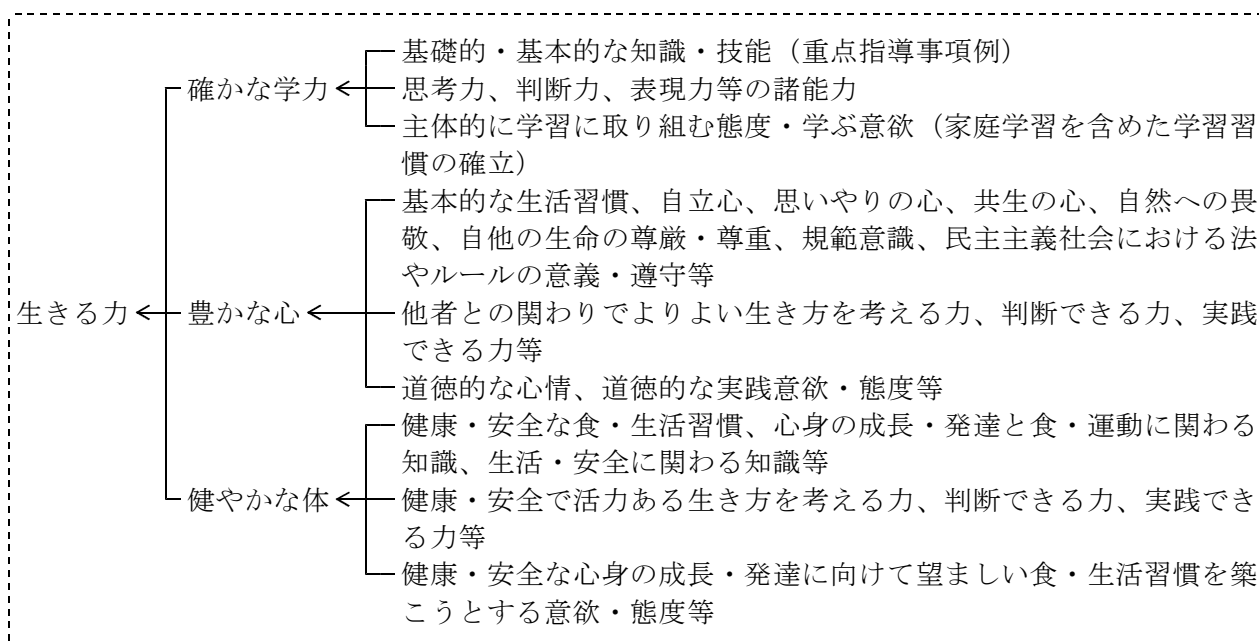 基礎的・基本的な知識・技能（重点指導事項例）
確かな学力
思考力、判断力、表現力等の諸能力
主体的に学習に取り組む態度・学ぶ意欲（家庭学習を含めた学習習
慣の確立）
基本的な生活習慣、自立心、思いやりの心、共生の心、自然への畏
敬、自他の生命の尊厳・尊重、規範意識、民主主義社会における法
やルールの意義・遵守等
生きる力
豊かな心
他者との関わりでよりよい生き方を考える力、判断できる力、実践
できる力等
道徳的な心情、道徳的な実践意欲・態度等
健康・安全な食・生活習慣、心身の成長・発達と食・運動に関わる
知識、生活・安全に関わる知識等
健やかな体
健康・安全で活力ある生き方を考える力、判断できる力、実践でき
る力等
健康・安全な心身の成長・発達に向けて望ましい食・生活習慣を築
こうとする意欲・態度等